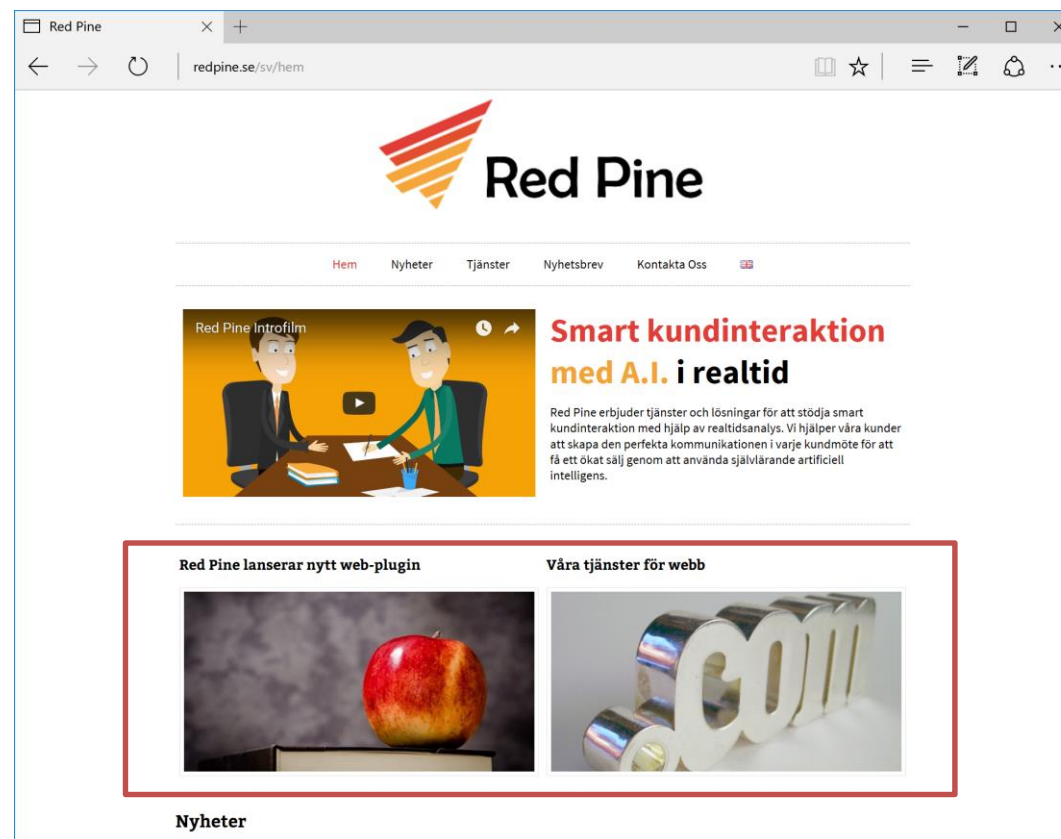 Red Pine
redpine.se/sv/hem
Red Pine
Hem Nyheter Tjänster Nyhetsbrev Kontakta Oss
Red Pine Introfilm
Smart kundinteraktion
med A.I. i realtid
Red Pine erbjuder tjänster och lösningar för att stödja smart
kundinteraktion med hjälp av realtidsanalys. Vi hjälper våra kunder
att skapa den perfekta kommunikationen i varje kundmöte för att
få ett ökat sälj genom att använda självlärande artificiell
intelligens.
Red Pine lanserar nytt web-plugin
Våra tjänster för webb
.com
Nyheter